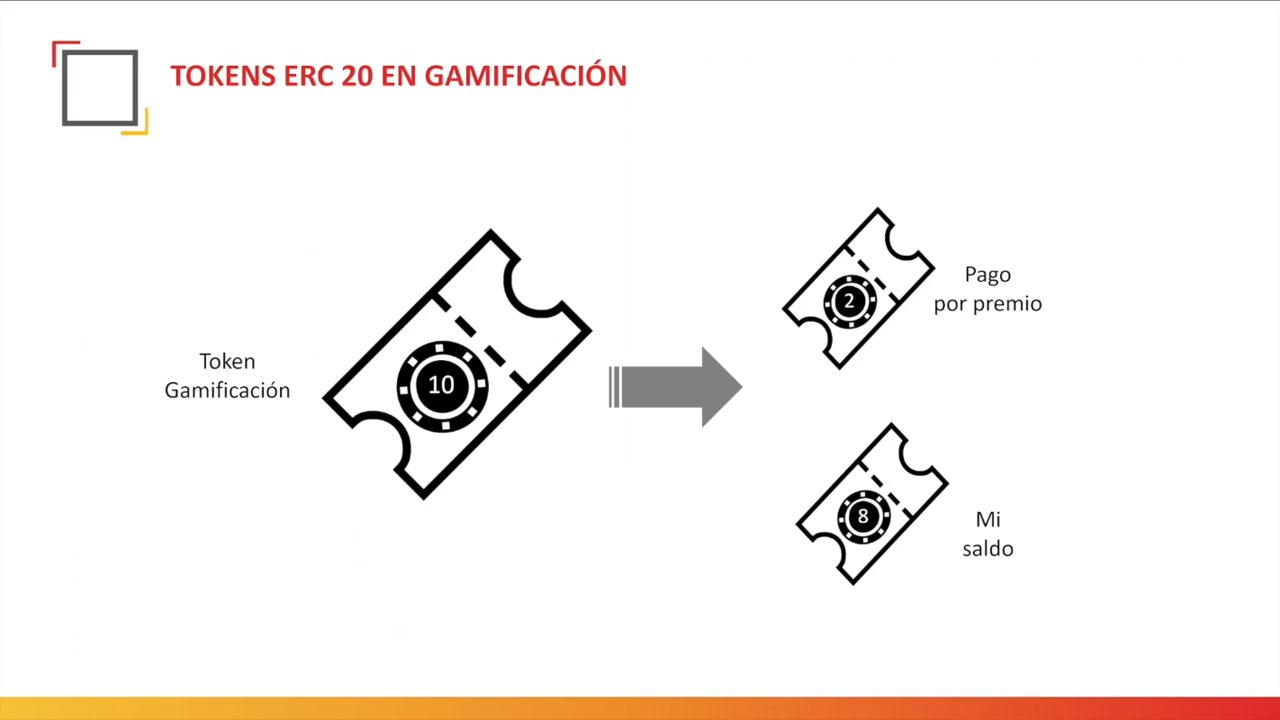 TOKENS ERC 20 EN GAMIFICACIÓN
Token
Gamificación
10
2
Pago
por premio
8
Mi
saldo